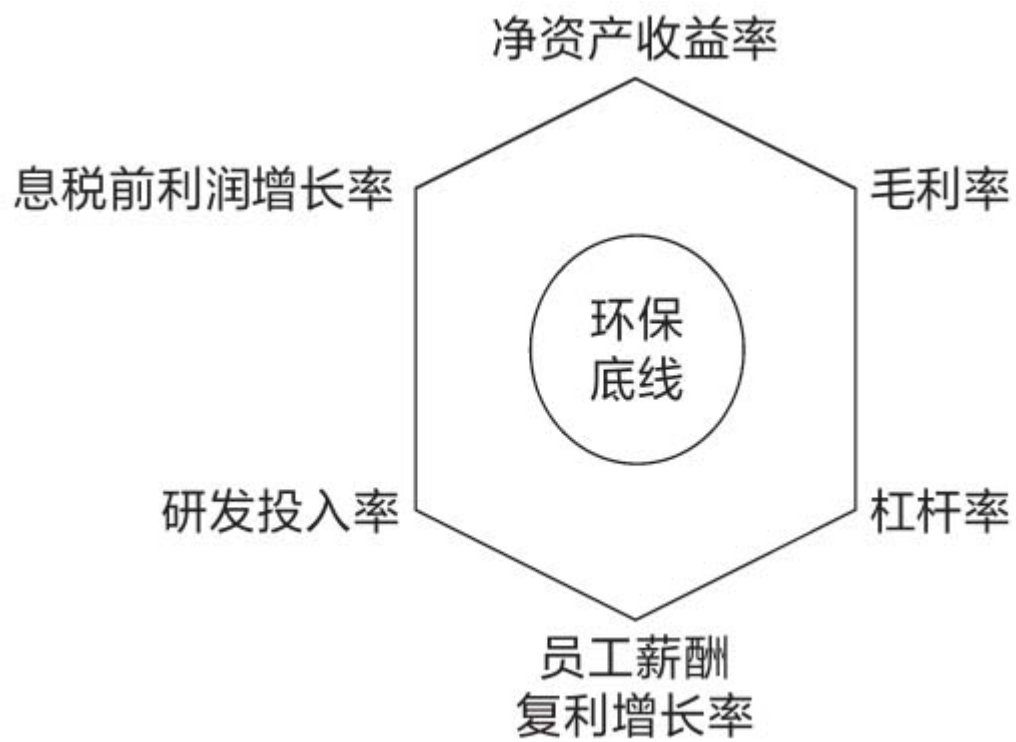 净资产收益率
息税前利润增长率
毛利率
环保
底线
研发投入率
杠杆率
员工薪酬
复利增长率